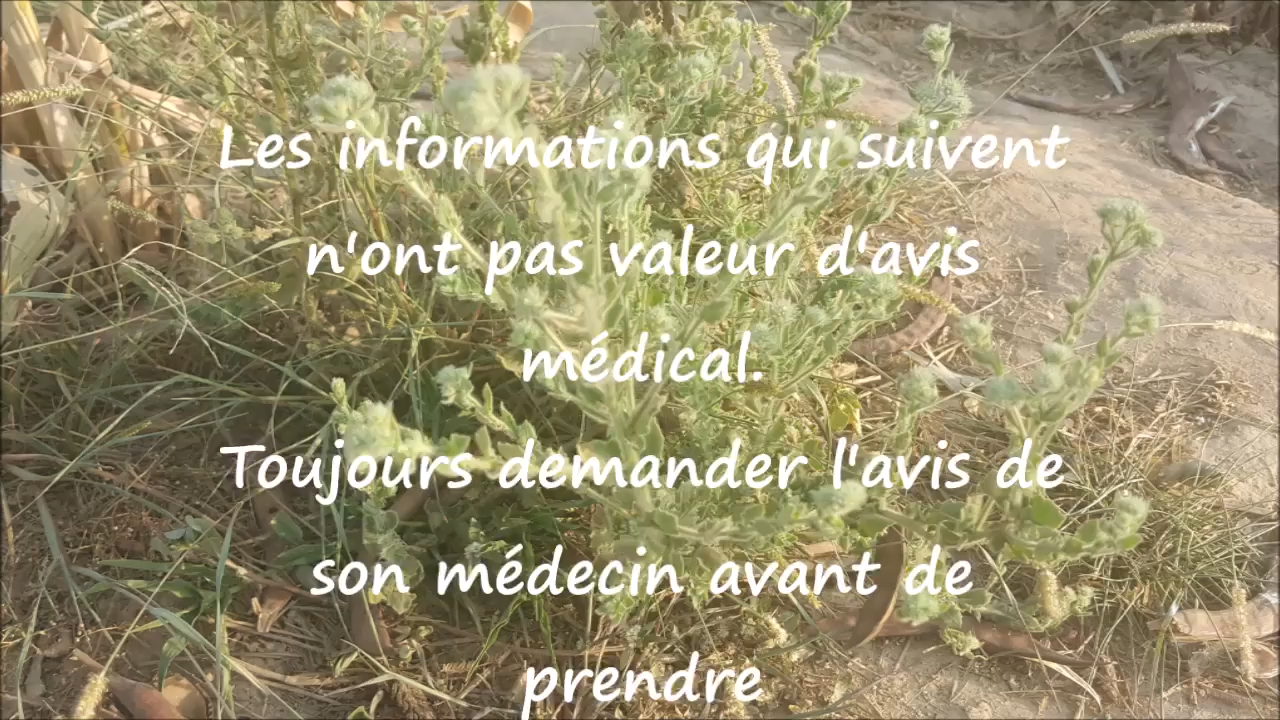 Les informations qui suivent
n'ont pas valeur d'avis
médical.
Toujours demander l'avis de
son médecin avant de
prendre